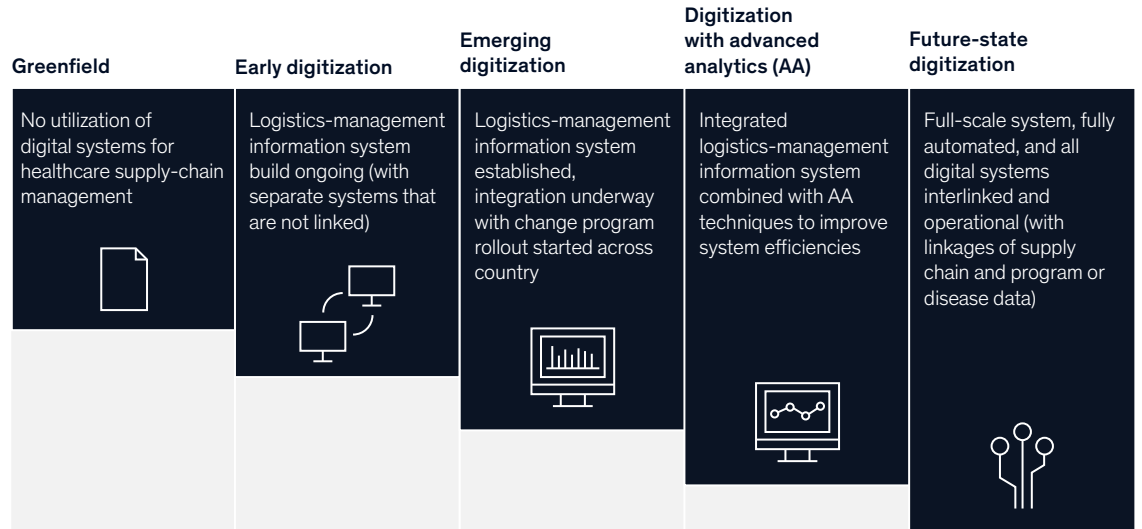 Greenfield
No utilization of
digital systems for
healthcare supply-chain
management
Early digitization
Logistics-management
information system
build ongoing (with
separate systems that
are not linked)
Emerging
digitization
Logistics-management
information system
established,
integration underway
with change program
rollout started across
country
Digitization
with advanced
analytics (AA)
Integrated
logistics-management
information system
combined with AA
techniques to improve
system efficiencies
Future-state
digitization
Full-scale system, fully
automated, and all
digital systems
interlinked and
operational (with
linkages of supply
chain and program or
disease data)